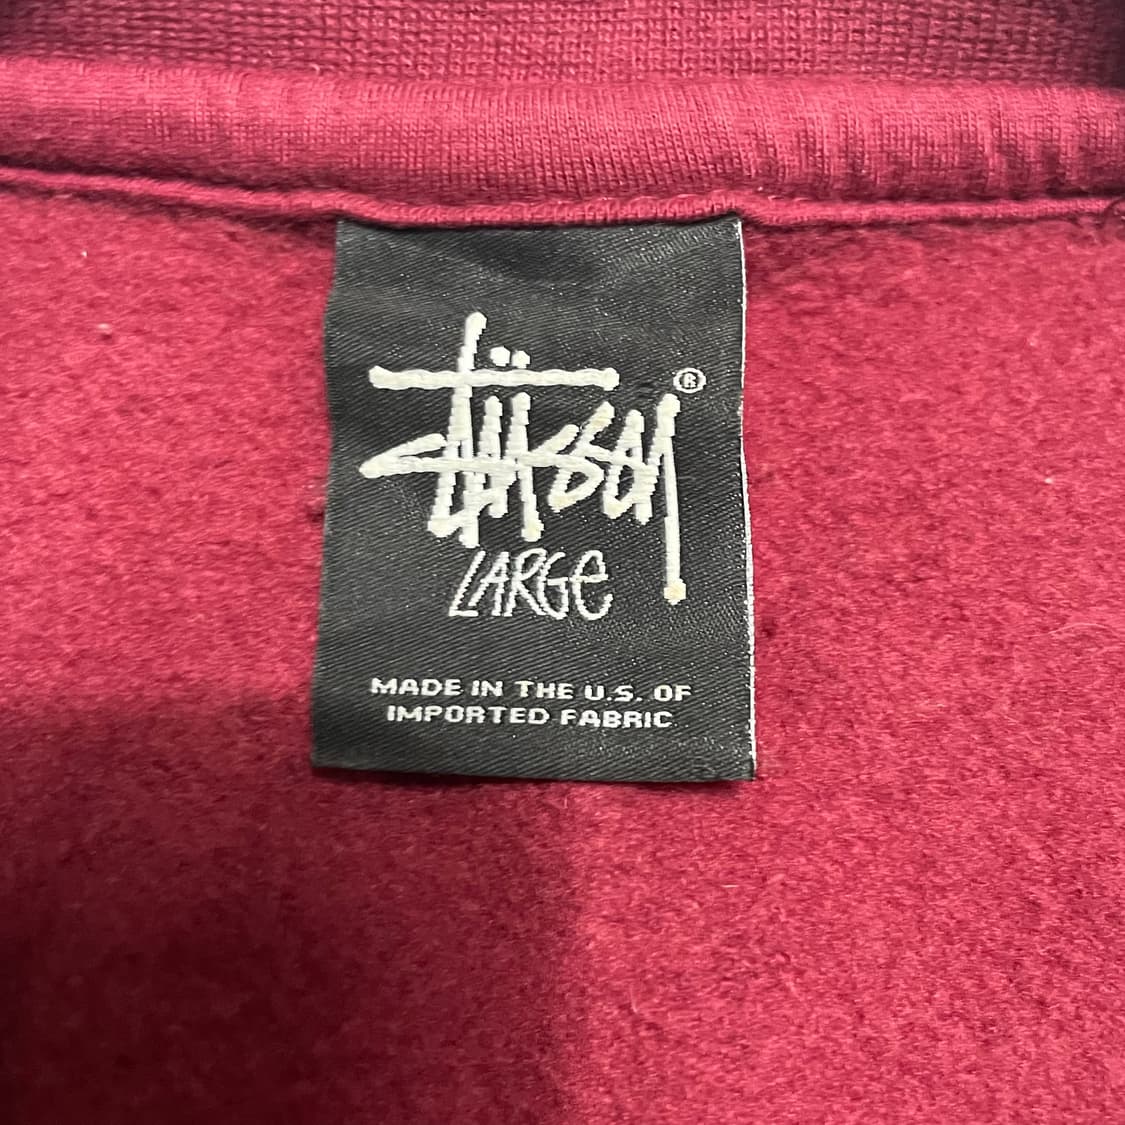 Stüssy ®
LARGe
MADE IN THE U.S. OF
IMPORTED FABRIC